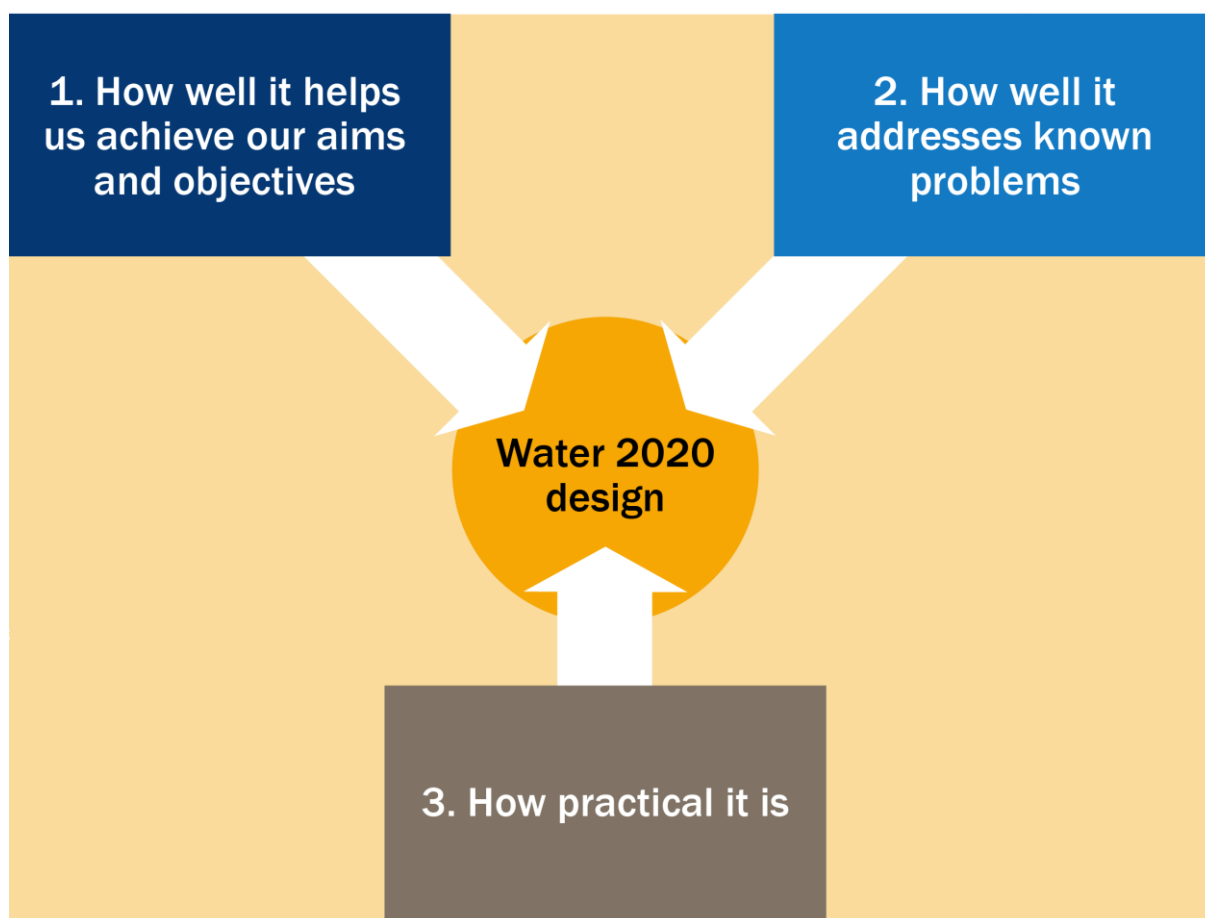 1. How well it helps
us achieve our aims
and objectives
2. How well it
addresses known
problems
Water 2020
design
3. How practical it is